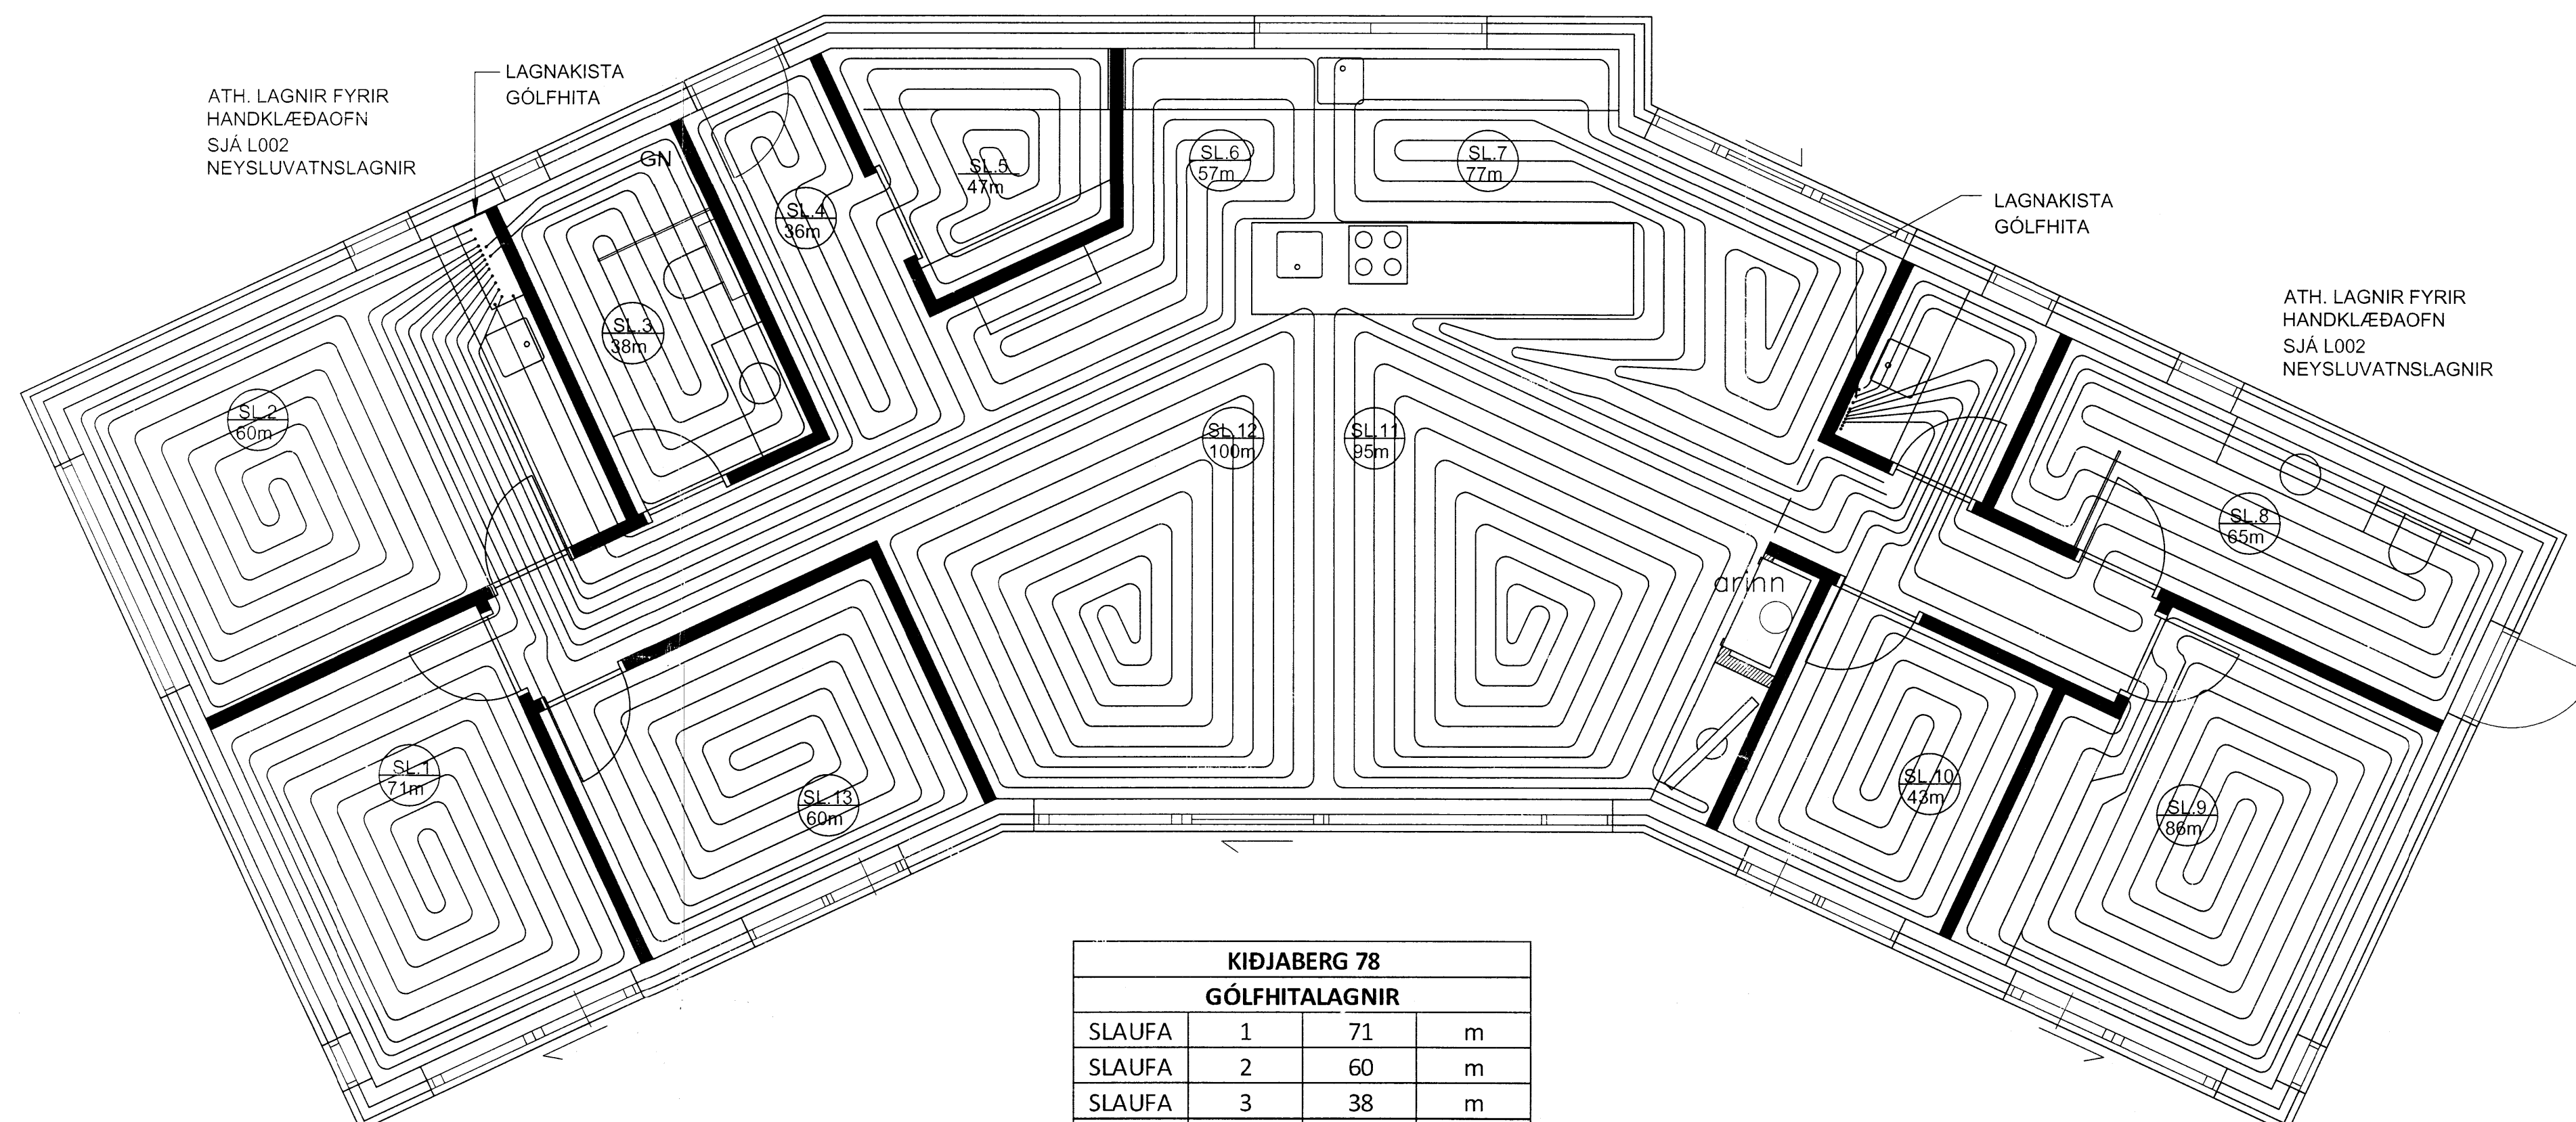 ATH. LAGNIR FYRIR
HANDKLÆÐAOFN
SJÁ L002
NEYSLUVATNSLAGNIR
LAGNAKISTA
GÓLFHITA
GN
SL.5
47m
SL.6
57m
SL.7
77m
SL.4
36m
LAGNAKISTA
GÓLFHITA
ATH. LAGNIR FYRIR
HANDKLÆÐAOFN
SJÁ L002
NEYSLUVATNSLAGNIR
SL.3
38m
SL.2
60m
SL.12
100m
SL.11
95m
SL.8
65m
arinn
SL.1
71m
SL.13
60m
SL.10
43m
SL.9
86m
KIÐJABERG 78
GÓLFHITALAGNIR
SLAUFA 1 71 m
SLAUFA 2 60 m
SLAUFA 3 38 m